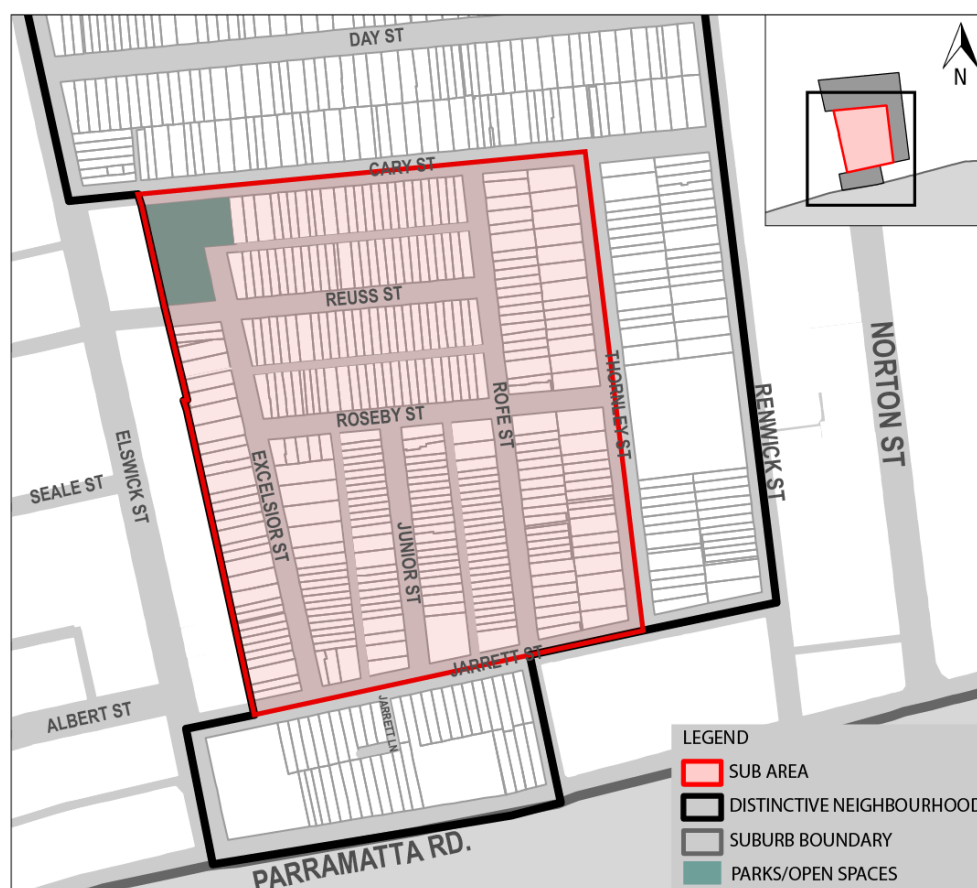 DAY ST
N
CARY ST
REUSS ST
ROSEBY ST
ROFE ST
THORNLEY ST
RENWICK ST
NORTON ST
ELSWICK ST
SEALE ST
EXCELSIOR ST
JUNIOR ST
JARRETT ST
ALBERT ST
JARRETT LN
PARRAMATTA RD.
LEGEND
SUB AREA
DISTINCTIVE NEIGHBOURHOOD
SUBURB BOUNDARY
PARKS/OPEN SPACES